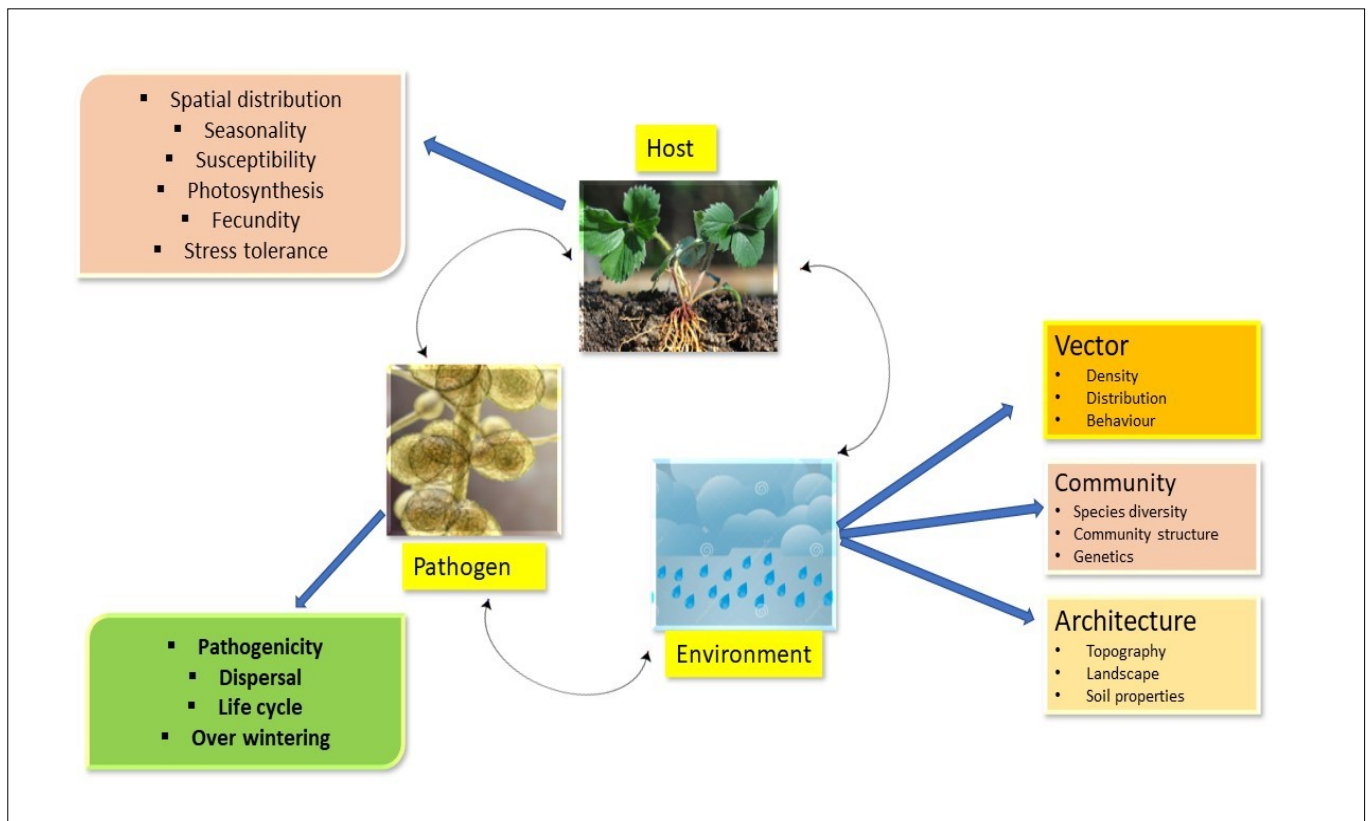 ▪ Spatial distribution
▪ Seasonality
▪ Susceptibility
▪ Photosynthesis
▪ Fecundity
▪ Stress tolerance
Host
Pathogen
▪ Pathogenicity
▪ Dispersal
▪ Life cycle
▪ Over wintering
Environment
Vector
• Density
• Distribution
• Behaviour
Community
• Species diversity
• Community structure
• Genetics
Architecture
• Topography
• Landscape
• Soil properties